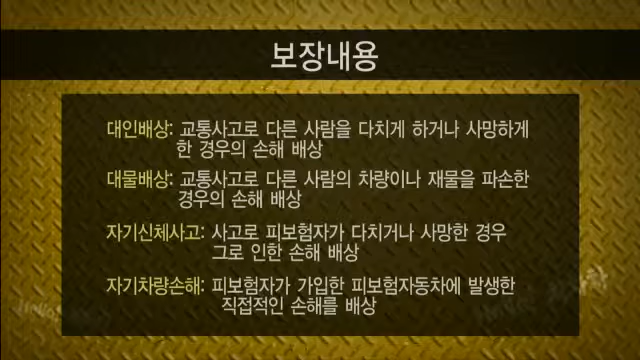 보장내용
대인배상: 교통사고로 다른 사람을 다치게 하거나 사망하게
한 경우의 손해 배상
대물배상: 교통사고로 다른 사람의 차량이나 재물을 파손한
경우의 손해 배상
자기신체사고: 사고로 피보험자가 다치거나 사망한 경우
그로 인한 손해 배상
자기차량손해: 피보험자가 가입한 피보험자동차에 발생한
직접적인 손해를 배상